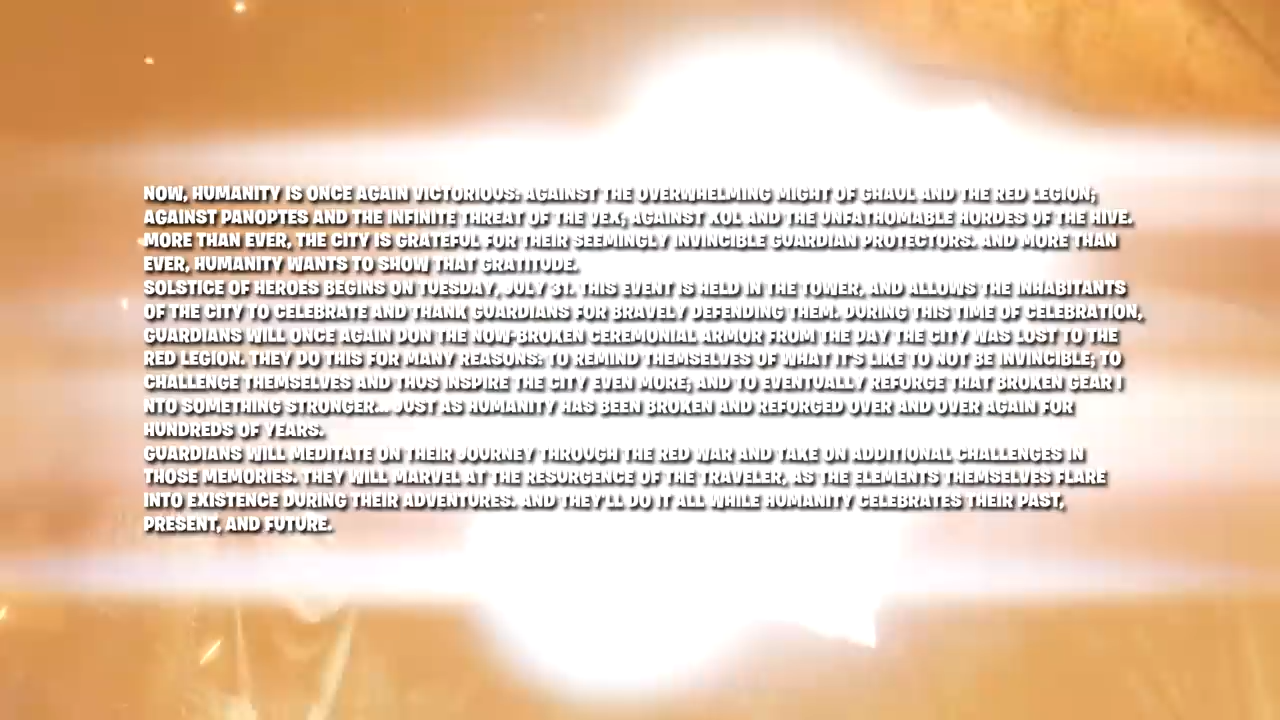 NOW, HUMANITY IS ONCE AGAIN VICTORIOUS: AGAINST THE OVERWHELMING MIGHT OF GHAUL AND THE RED LEGION;
AGAINST PANOPTES AND THE INFINITE THREAT OF THE VEX; AGAINST XOL AND THE UNFATHOMABLE HORDES OF THE HIVE.
MORE THAN EVER, THE CITY IS GRATEFUL FOR THEIR SEEMINGLY INVINCIBLE GUARDIAN PROTECTORS. AND MORE THAN
EVER, HUMANITY WANTS TO SHOW THAT GRATITUDE.
SOLSTICE OF HEROES BEGINS ON TUESDAY, JULY 31. THIS EVENT IS HELD IN THE TOWER, AND ALLOWS THE INHABITANTS
OF THE CITY TO CELEBRATE AND THANK GUARDIANS FOR BRAVELY DEFENDING THEM. DURING THIS TIME OF CELEBRATION,
GUARDIANS WILL ONCE AGAIN DON THE NOW-BROKEN CEREMONIAL ARMOR FROM THE DAY THE CITY WAS LOST TO THE
RED LEGION. THEY DO THIS FOR MANY REASONS: TO REMIND THEMSELVES OF WHAT IT'S LIKE TO NOT BE INVINCIBLE; TO
CHALLENGE THEMSELVES AND THUS INSPIRE THE CITY EVEN MORE; AND TO EVENTUALLY REFORGE THAT BROKEN GEAR I
NTO SOMETHING STRONGER... JUST AS HUMANITY HAS BEEN BROKEN AND REFORGED OVER AND OVER AGAIN FOR
HUNDREDS OF YEARS.
GUARDIANS WILL MEDITATE ON THEIR JOURNEY THROUGH THE RED WAR AND TAKE ON ADDITIONAL CHALLENGES IN
THOSE MEMORIES. THEY WILL MARVEL AT THE RESURGENCE OF THE TRAVELER, AS THE ELEMENTS THEMSELVES FLARE
INTO EXISTENCE DURING THEIR ADVENTURES. AND THEY'LL DO IT ALL WHILE HUMANITY CELEBRATES THEIR PAST,
PRESENT, AND FUTURE.